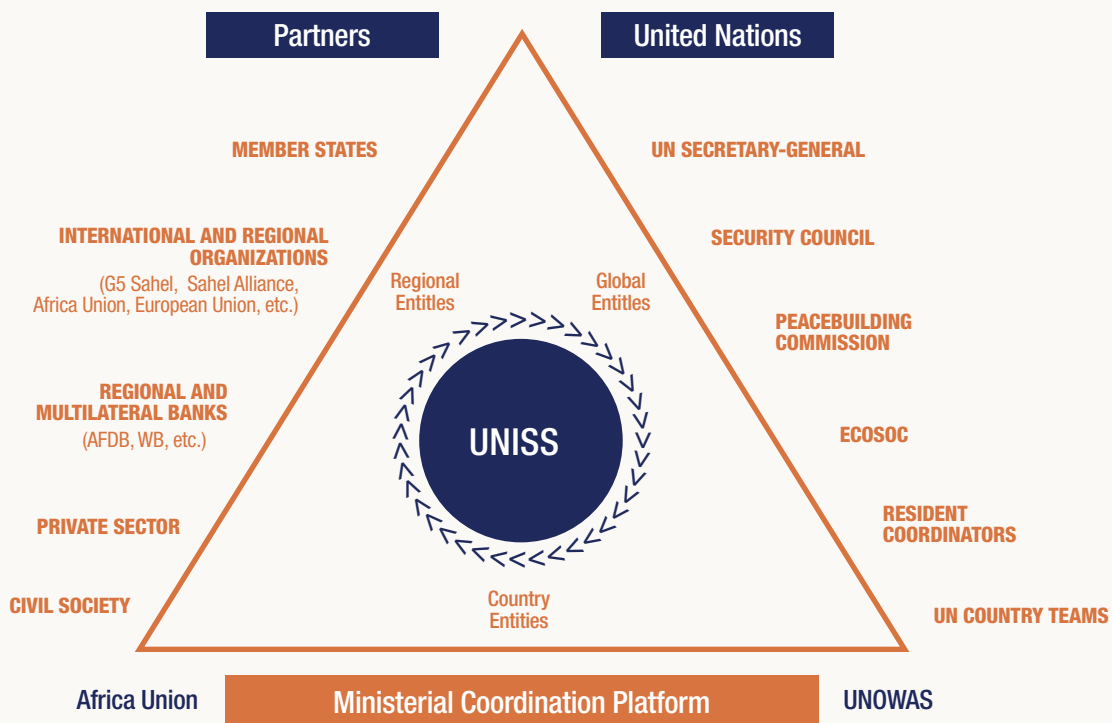 Partners
United Nations
MEMBER STATES
INTERNATIONAL AND REGIONAL
ORGANIZATIONS
(G5 Sahel, Sahel Alliance,
Africa Union, European Union, etc.)
REGIONAL AND
MULTILATERAL BANKS
(AFDB, WB, etc.)
PRIVATE SECTOR
CIVIL SOCIETY
Regional
Entitles
Global
Entitles
UNISS
Country
Entities
UN SECRETARY-GENERAL
SECURITY COUNCIL
PEACEBUILDING
COMMISSION
ECOSOC
RESIDENT
COORDINATORS
UN COUNTRY TEAMS
Africa Union
Ministerial Coordination Platform
UNOWAS